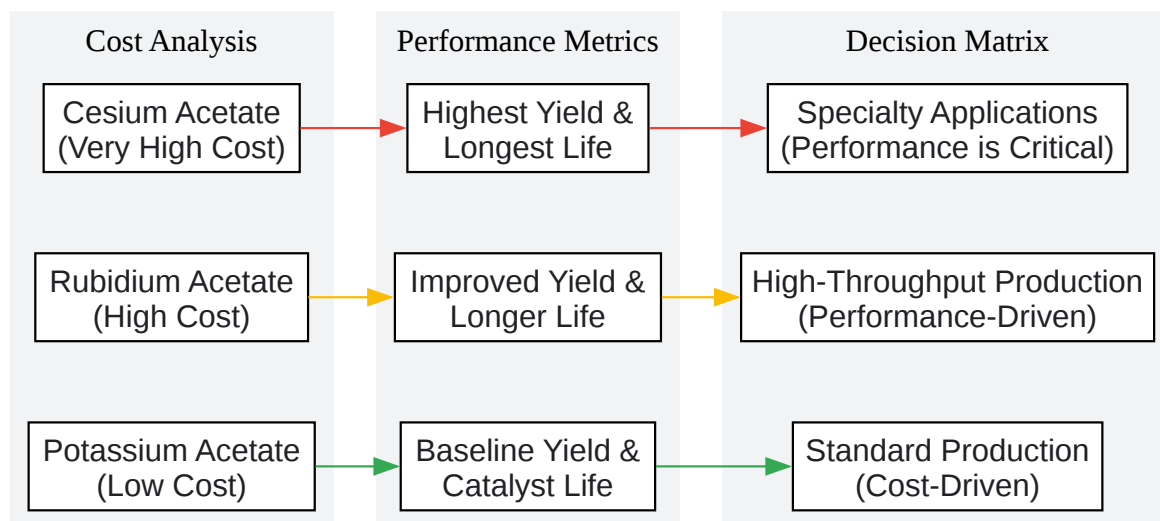 Cost Analysis
Performance Metrics
Decision Matrix
Cesium Acetate
(Very High Cost)
Highest Yield &
Longest Life
Specialty Applications
(Performance is Critical)
Rubidium Acetate
(High Cost)
Improved Yield &
Longer Life
High-Throughput Production
(Performance-Driven)
Potassium Acetate
(Low Cost)
Baseline Yield &
Catalyst Life
Standard Production
(Cost-Driven)